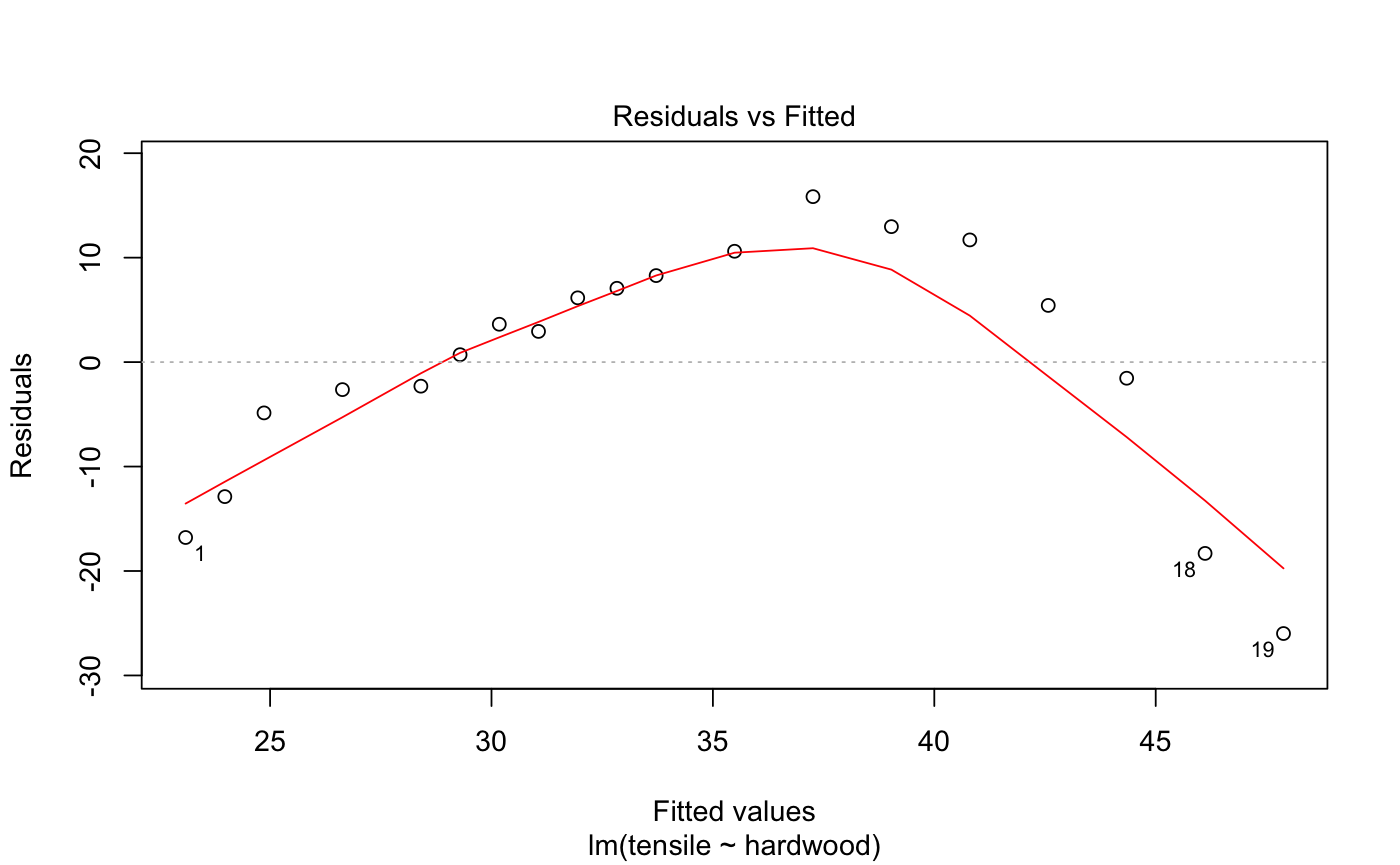 Residuals vs Fitted
20
10
0
-10
-20
-30
Residuals
1
18
19
25 30 35 40 45
Fitted values
lm(tensile ~ hardwood)